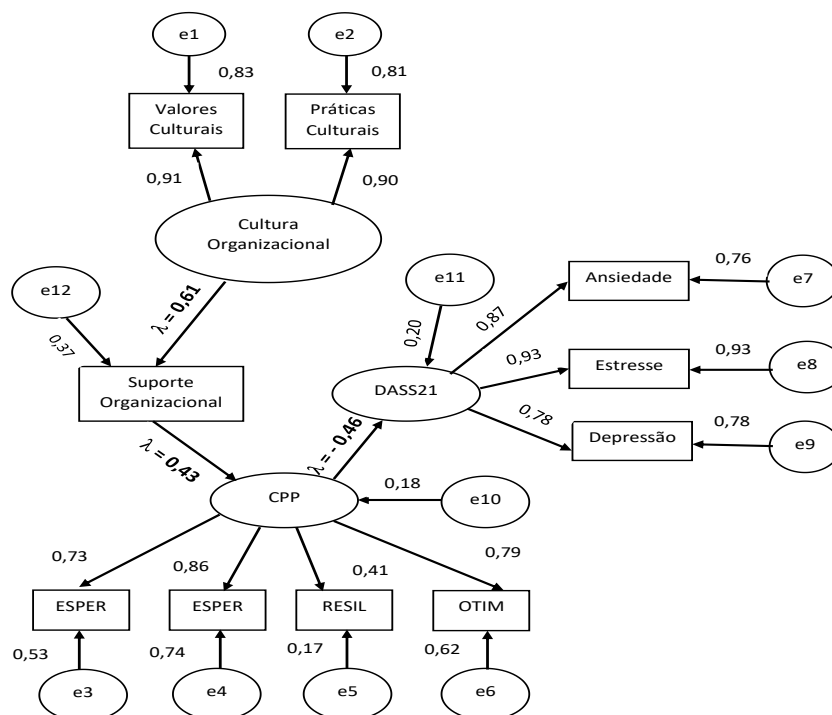 e1
e2
0,83
0,81
Valores
Culturais
Práticas
Culturais
0,91
0,90
Cultura
Organizacional
e12
e11
Ansiedade
0,76
e7
λ = 0,61
0,37
0,20
0,87
Suporte
Organizacional
DASS21
0,93
Estresse
0,93
e8
0,78
Depressão
0,78
e9
λ = 0,43
λ = - 0,46
CPP
0,18
e10
0,73
0,86
0,41
0,79
ESPER
ESPER
RESIL
OTIM
0,53
0,74
0,17
0,62
e3
e4
e5
e6